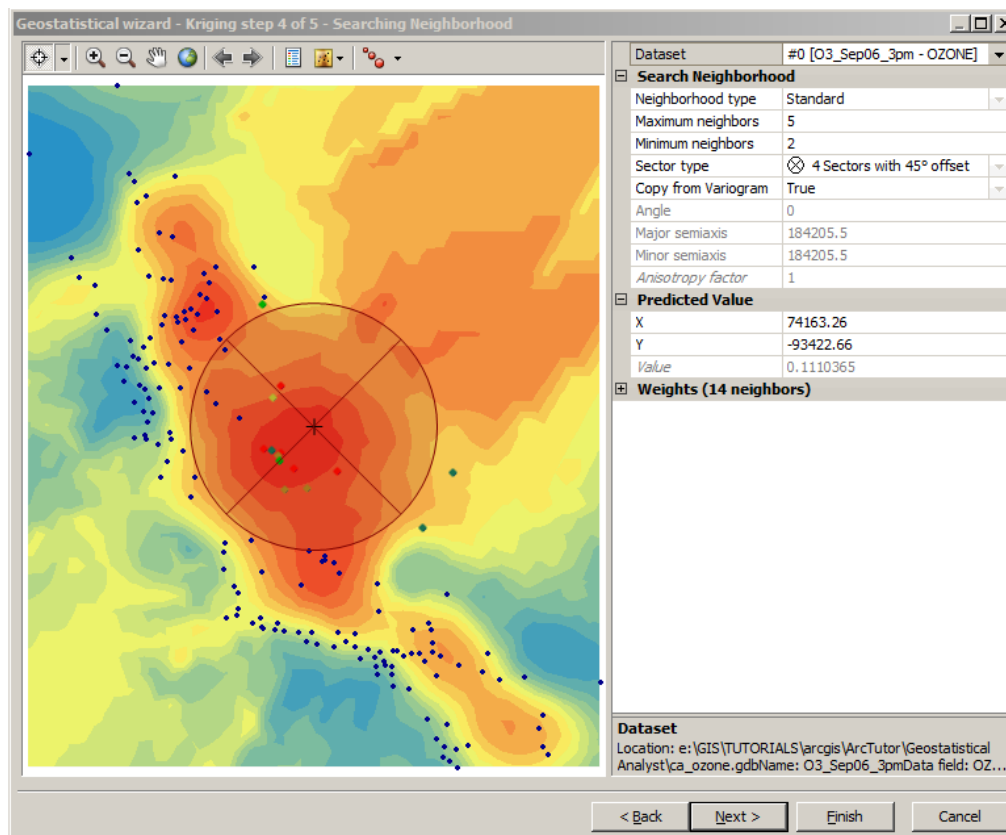 Geostatistical wizard - Kriging step 4 of 5 - Searching Neighborhood
Dataset #0 [O3_Sep06_3pm - OZONE]
Search Neighborhood
Neighborhood type Standard
Maximum neighbors 5
Minimum neighbors 2
Sector type 4 Sectors with 45° offset
Copy from Variogram True
Angle 0
Major semiaxis 184205.5
Minor semiaxis 184205.5
Anisotropy factor 1
Predicted Value
X 74163.26
Y -93422.66
Value 0.1110365
Weights (14 neighbors)
Dataset
Location: e:\GIS\TUTORIALS\arcgis\ArcTutor\Geostatistical
Analyst\ca_ozone.gdbName: O3_Sep06_3pmData field: OZ...
< Back Next > Finish Cancel